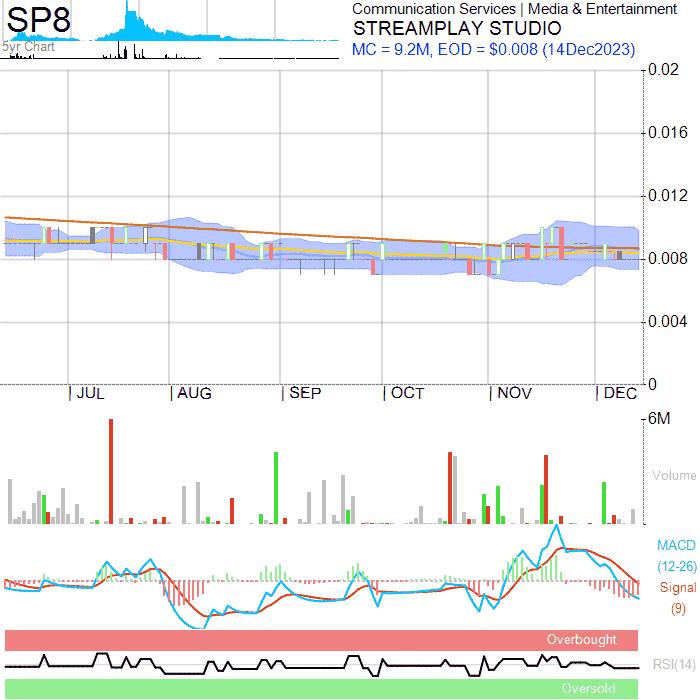 SP8
Communication Services | Media & Entertainment
STREAMPLAY STUDIO
5yr Chart
MC = 9.2M, EOD = $0.008 (14Dec2023)
0.02
0.016
0.012
0.008
0.004
0
JUL AUG SEP OCT NOV DEC
6M
Volume
MACD
(12-26)
Signal
(9)
Overbought
RSI(14)
Oversold